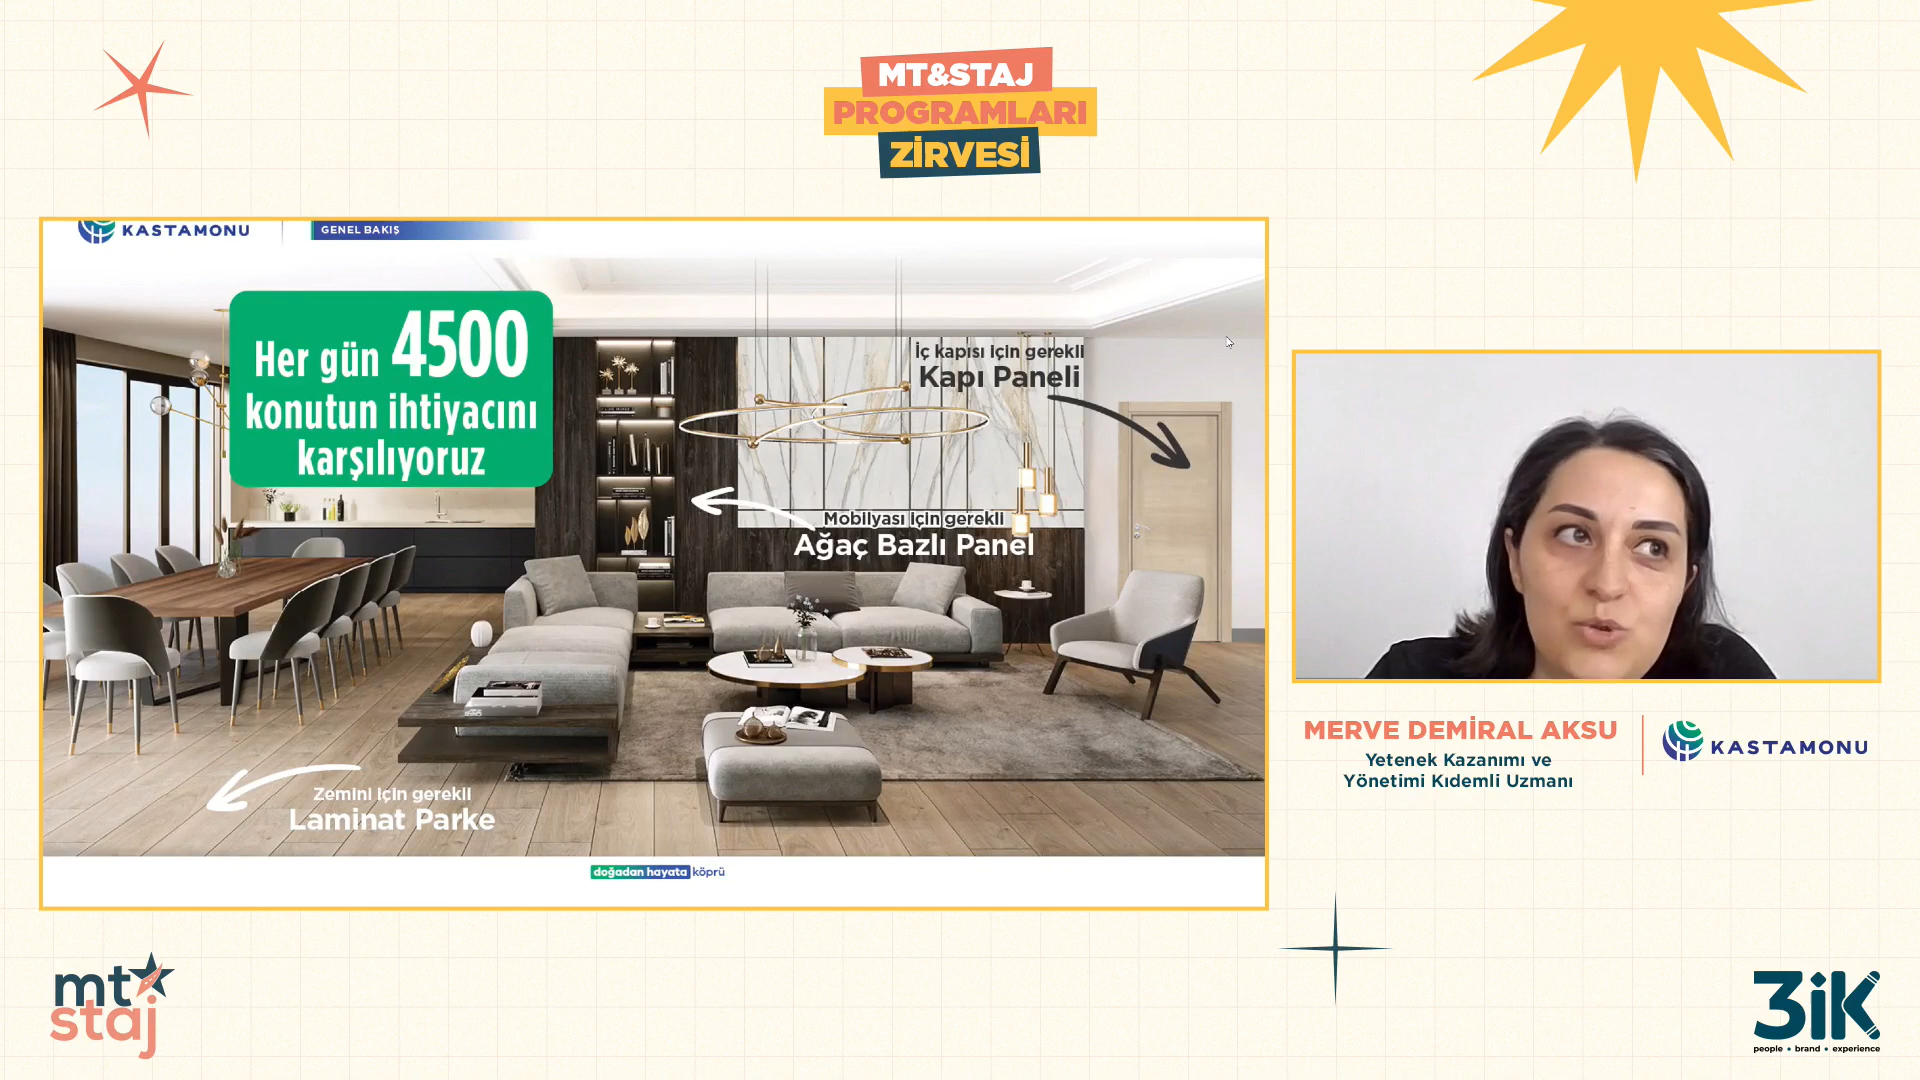 MT&STAJ
PROGRAMLARI
ZİRVESİ
KASTAMONU
GENEL BAKIŞ
Her gün 4500
konutun ihtiyacını
karşılıyoruz
İç kapısı için gerekli
Kapı Paneli
Mobilyası için gerekli
Ağaç Bazlı Panel
Zemini için gerekli
Laminat Parke
doğadan hayata köprü
MERVE DEMİRAL AKSU
Yetenek Kazanımı ve
Yönetimi Kıdemli Uzmanı
KASTAMONU
mt
staj
3iK
people • brand • experience